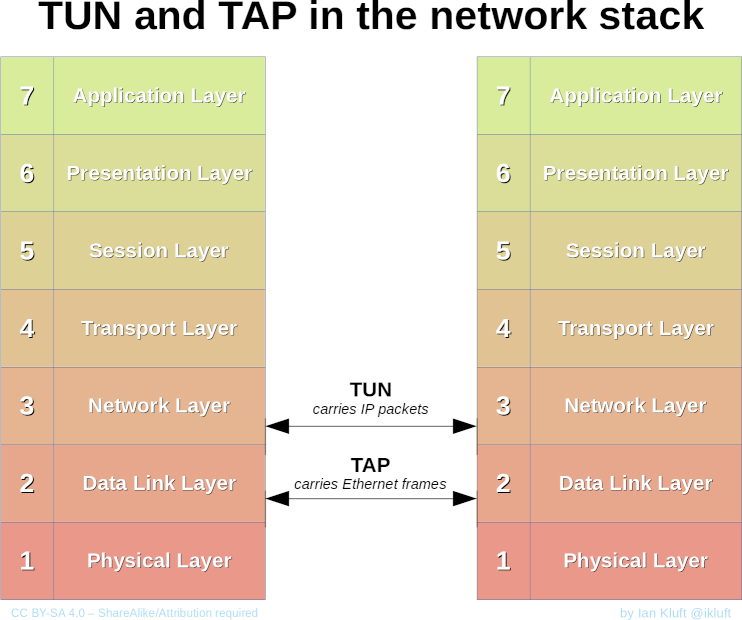 TUN and TAP in the network stack
7 Application Layer
6 Presentation Layer
5 Session Layer
4 Transport Layer
3 Network Layer
2 Data Link Layer
1 Physical Layer
TUN
carries IP packets
TAP
carries Ethernet frames
7 Application Layer
6 Presentation Layer
5 Session Layer
4 Transport Layer
3 Network Layer
2 Data Link Layer
1 Physical Layer
CC BY-SA 4.0 – ShareAlike/Attribution required
by Ian Kluft @ikluft